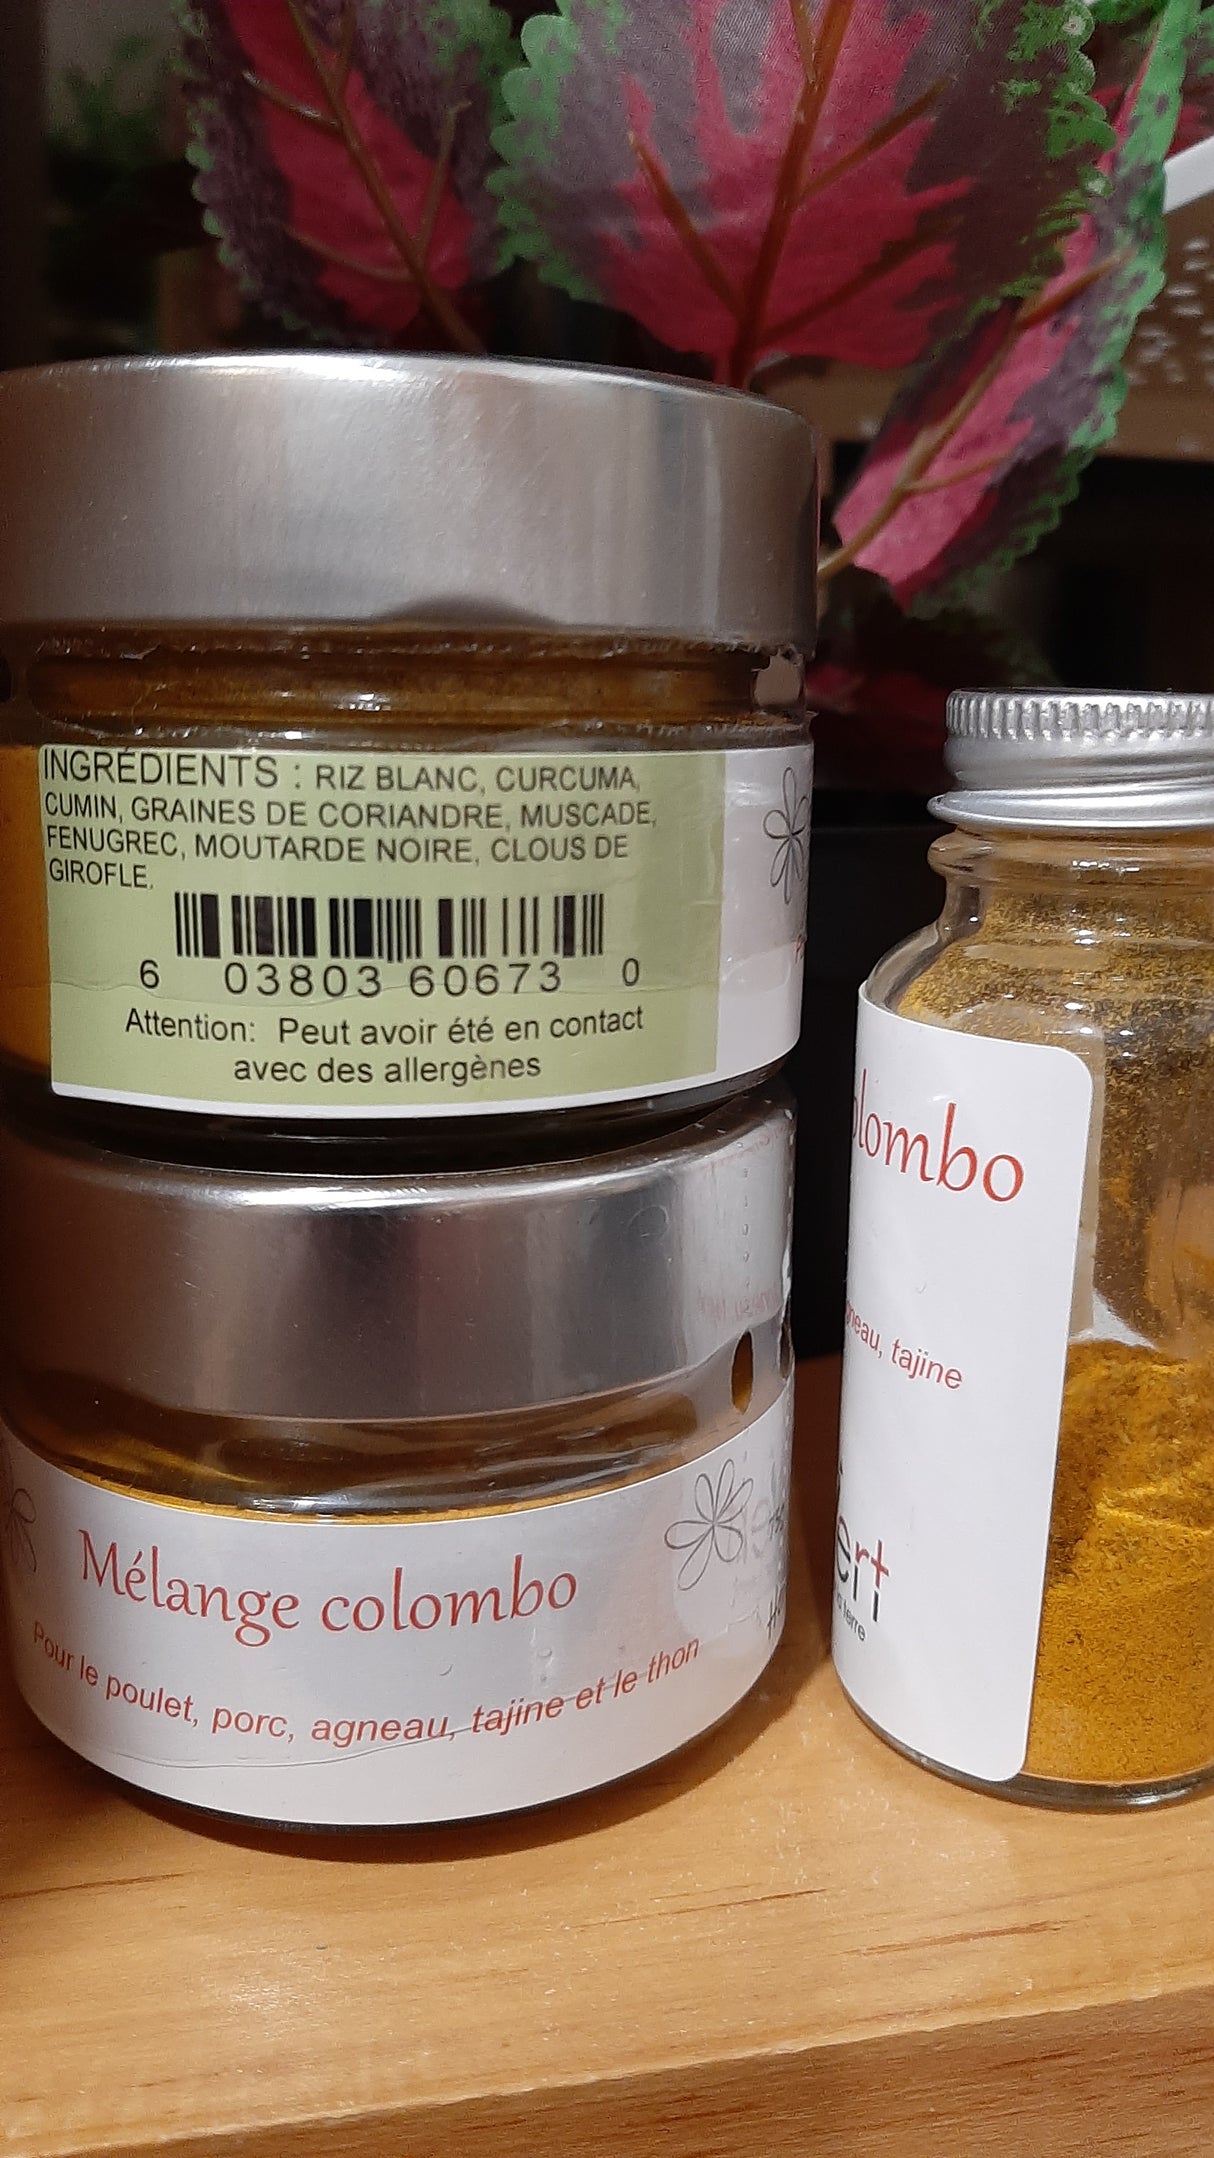 INGRÉDIENTS : RIZ BLANC, CURCUMA,
CUMIN, GRAINES DE CORIANDRE, MUSCADE,
FENUGREC, MOUTARDE NOIRE, CLOUS DE
GIROFLE.
6 03803 60673 0
Attention: Peut avoir été en contact
avec des allergènes
Mélange colombo
Pour le poulet, porc, agneau, tajine et le thon
olombo
gneau, tajine
ert
terre